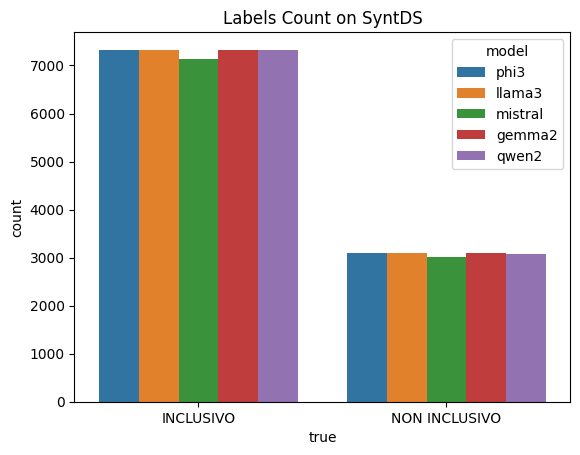 Labels Count on SyntDS
model
phi3
llama3
mistral
gemma2
qwen2
count
7000
6000
5000
4000
3000
2000
1000
0
INCLUSIVO
NON INCLUSIVO
true